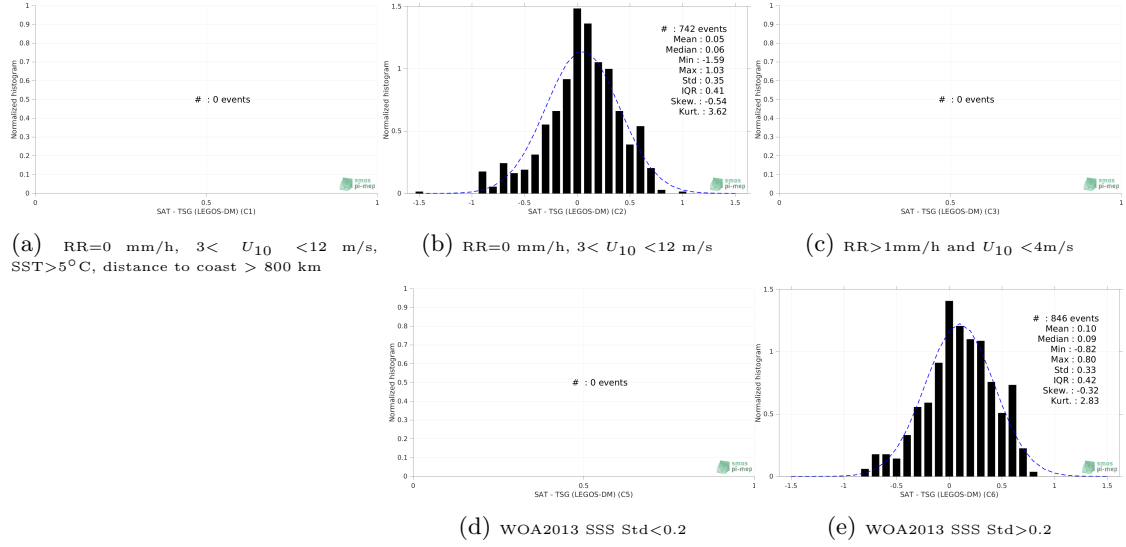 1
0.9
0.8
0.7
0.6
0.5
0.4
0.3
0.2
0.1
0
Normalized histogram
# : 0 events
smos
pi-mep
0 0.5 1
SAT - TSG (LEGOS-DM) (C1)
(a) RR=0 mm/h, 3< U10 <12 m/s,
SST>5°C, distance to coast > 800 km
1.5
1
0.5
0
Normalized histogram
# : 742 events
Mean : 0.05
Median : 0.06
Min : -1.59
Max : 1.03
Std : 0.35
IQR : 0.41
Skew. : -0.54
Kurt. : 3.62
smos
pi-mep
-1.5 -1 -0.5 0 0.5 1 1.5
SAT - TSG (LEGOS-DM) (C2)
(b) RR=0 mm/h, 3< U10 <12 m/s
1
0.9
0.8
0.7
0.6
0.5
0.4
0.3
0.2
0.1
0
Normalized histogram
# : 0 events
smos
pi-mep
0 0.5 1
SAT - TSG (LEGOS-DM) (C3)
(c) RR>1mm/h and U10 <4m/s
1
0.9
0.8
0.7
0.6
0.5
0.4
0.3
0.2
0.1
0
Normalized histogram
# : 0 events
smos
pi-mep
0 0.5 1
SAT - TSG (LEGOS-DM) (C5)
(d) WOA2013 SSS Std<0.2
1.5
1
0.5
0
Normalized histogram
# : 846 events
Mean : 0.10
Median : 0.09
Min : -0.82
Max : 0.80
Std : 0.33
IQR : 0.42
Skew. : -0.32
Kurt. : 2.83
smos
pi-mep
-1.5 -1 -0.5 0 0.5 1 1.5
SAT - TSG (LEGOS-DM) (C6)
(e) WOA2013 SSS Std>0.2